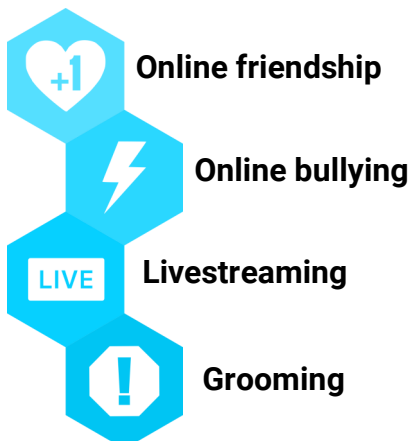 +1
Online friendship
Online bullying
LIVE
Livestreaming
!
Grooming